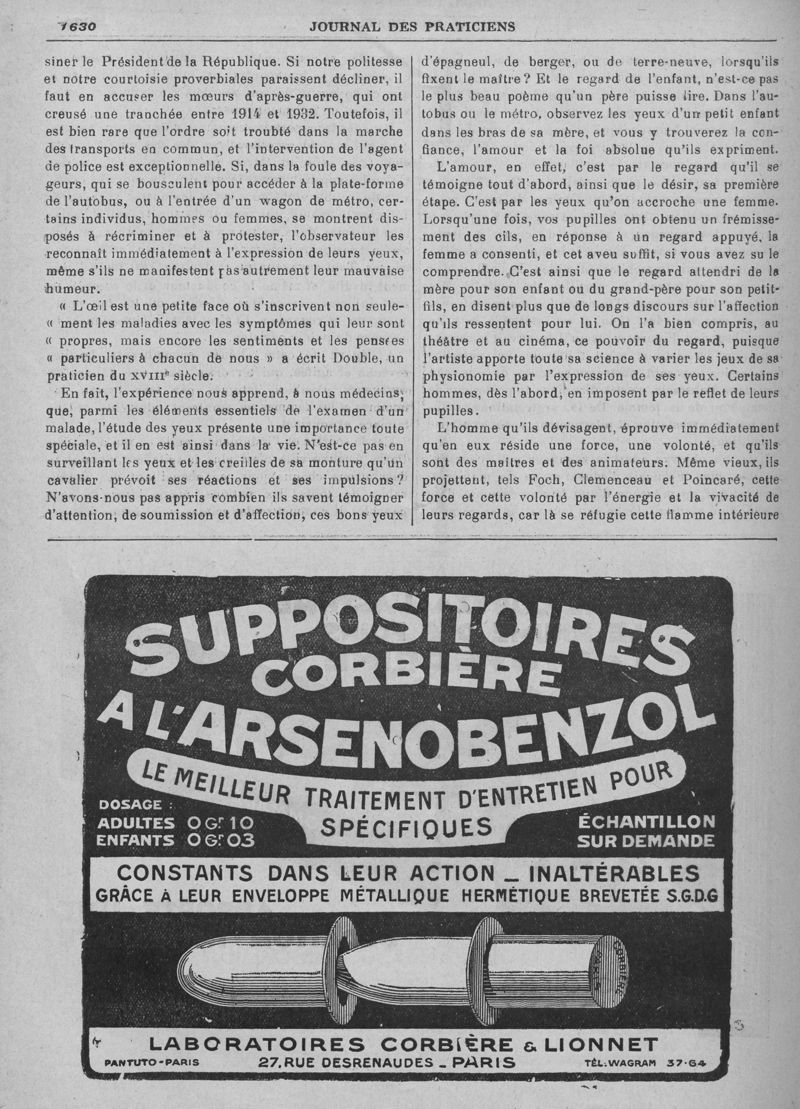 1630
JOURNAL DES PRATICIENS
siner le Président de la République. Si notre politesse
et notre courtoisie proverbiales paraissent décliner, il
faut en accuser les mœurs d'après-guerre, qui ont
creusé une tranchée entre 1914 et 1932. Toutefois, il
est bien rare que l'ordre soit troublé dans la marche
des transports en commun, et l'intervention de l'agent
de police est exceptionnelle. Si, dans la foule des voya-
geurs, qui se bousculent pour accéder à la plate-forme
de l'autobus, ou à l'entrée d'un wagon de métro, cer-
tains individus, hommes ou femmes, se montrent dis-
posés à récriminer et à protester, l'observateur les
reconnaît immédiatement à l'expression de leurs yeux,
même s'ils ne manifestent pas autrement leur mauvaise
humeur.
« L'œil est une petite face où s'inscrivent non seule-
« ment les maladies avec les symptômes qui leur sont
« propres, mais encore les sentiments et les pensées
« particuliers à chacun de nous » a écrit Double, un
praticien du XVIIIe siècle.
En fait, l'expérience nous apprend, à nous médecins,
que, parmi les éléments essentiels de l'examen d'un
malade, l'étude des yeux présente une importance toute
spéciale, et il en est ainsi dans la vie. N'est-ce pas en
surveillant les yeux et les oreilles de sa monture qu'un
cavalier prévoit ses réactions et ses impulsions ?
N'avons-nous pas appris combien ils savent témoigner
d'attention, de soumission et d'affection, ces bons yeux
d'épagneul, de berger, ou de terre-neuve, lorsqu'ils
fixent le maître ? Et le regard de l'enfant, n'est-ce pas
le plus beau poème qu'un père puisse lire. Dans l'au-
tobus ou le métro, observez les yeux d'un petit enfant
dans les bras de sa mère, et vous y trouverez la con-
fiance, l'amour et la foi absolue qu'ils expriment.
L'amour, en effet, c'est par le regard qu'il se
témoigne tout d'abord, ainsi que le désir, sa première
étape. C'est par les yeux qu'on accroche une femme.
Lorsqu'une fois, vos pupilles ont obtenu un frémisse-
ment des cils, en réponse à un regard appuyé, la
femme a consenti, et cet aveu suffit, si vous avez su le
comprendre. C'est ainsi que le regard attendri de la
mère pour son enfant ou du grand-père pour son petit-
fils, en disent plus que de longs discours sur l'affection
qu'ils ressentent pour lui. On l'a bien compris, au
théâtre et au cinéma, ce pouvoir du regard, puisque
l'artiste apporte toute sa science à varier les jeux de sa
physionomie par l'expression de ses yeux. Certains
hommes, dès l'abord, en imposent par le reflet de leurs
pupilles.
L'homme qu'ils dévisagent, éprouve immédiatement
qu'en eux réside une force, une volonté, et qu'ils
sont des maîtres et des animateurs. Même vieux, ils
projettent, tels Foch, Clemenceau et Poincaré, cette
force et cette volonté par l'énergie et la vivacité de
leurs regards, car là se réfugie cette flamme intérieure
SUPPOSITOIRES
CORBIÈRE
A L'ARSENOBENZOL
LE MEILLEUR TRAITEMENT D'ENTRETIEN POUR
SPÉCIFIQUES
DOSAGE :
ADULTES 0 Gr 10
ENFANTS 0 Gr 03
ÉCHANTILLON
SUR DEMANDE
CONSTANTS DANS LEUR ACTION _ INALTÉRABLES
GRÂCE À LEUR ENVELOPPE MÉTALLIQUE HERMÉTIQUE BREVETÉE S.G.D.G
CORBIÈRE
PARIS
LABORATOIRES CORBIÈRE & LIONNET
PANTUTO-PARIS
27, RUE DESRENAUDES _ PARIS
TÉL: WAGRAM 37-64